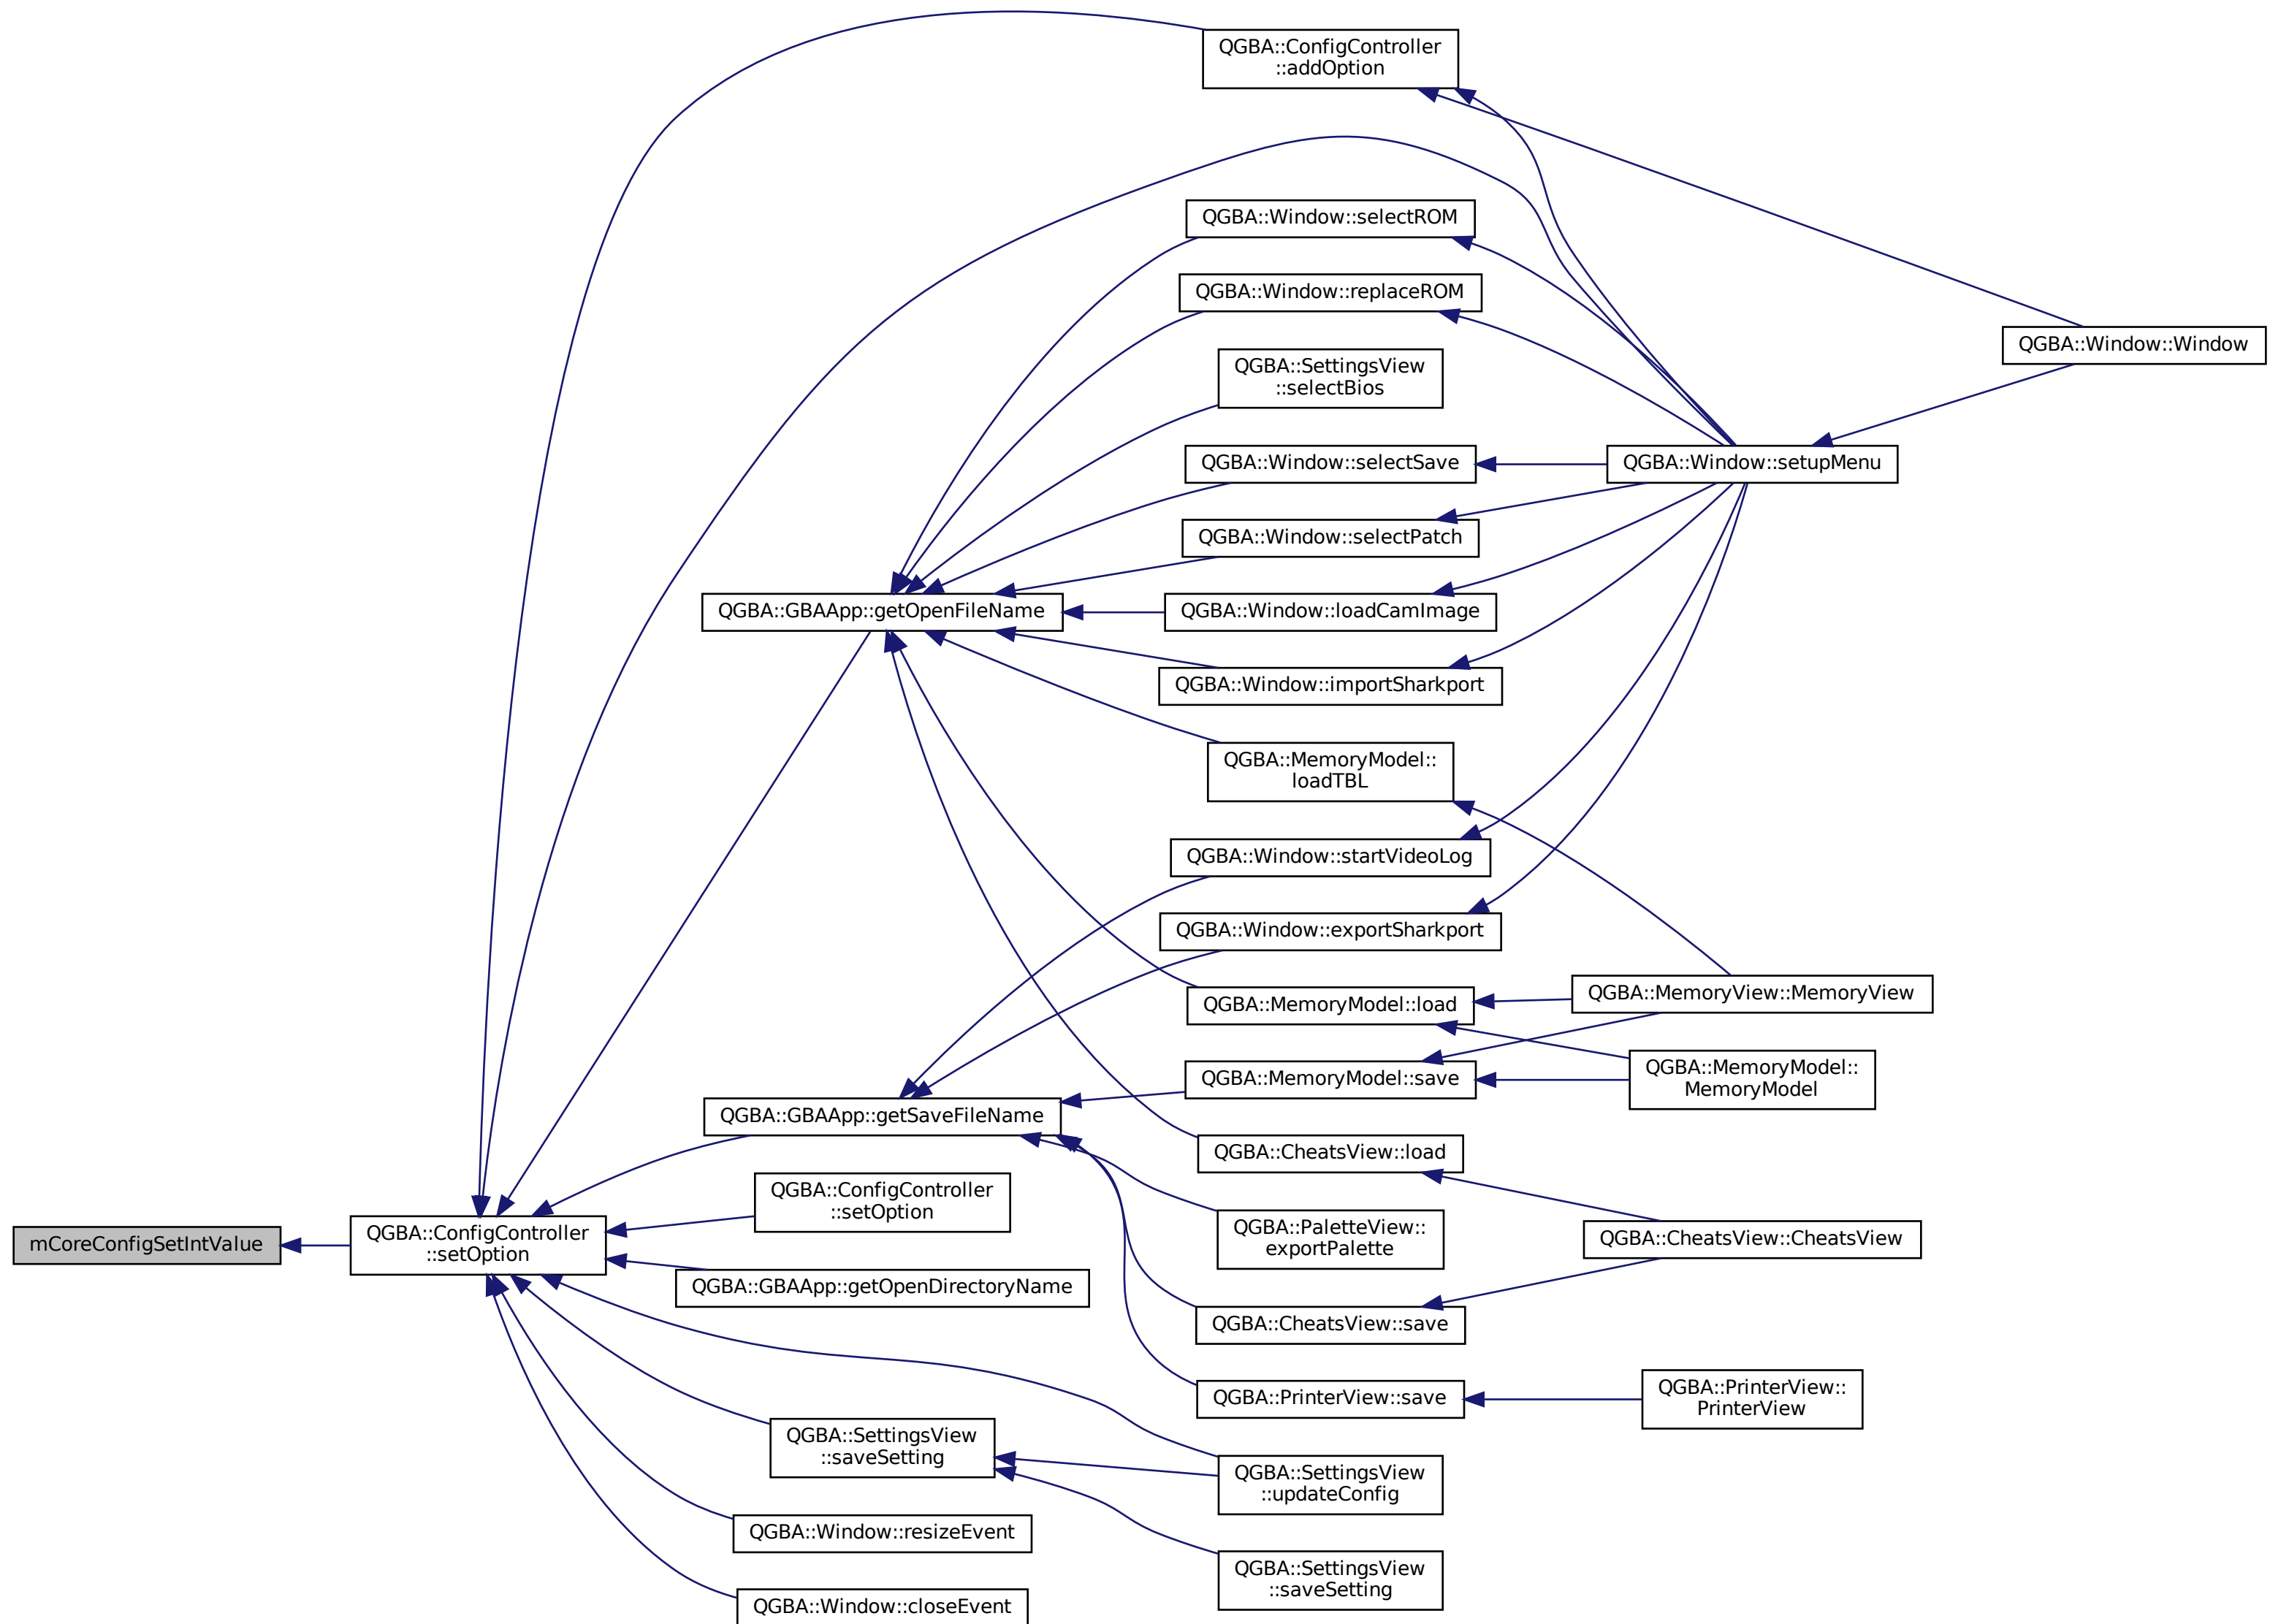 QGBA::ConfigController
::addOption
QGBA::Window::selectROM
QGBA::Window::replaceROM
QGBA::Window::Window
QGBA::SettingsView
::selectBios
QGBA::Window::selectSave
QGBA::Window::setupMenu
QGBA::Window::selectPatch
QGBA::GBAApp::getOpenFileName
QGBA::Window::loadCamImage
QGBA::Window::importSharkport
QGBA::MemoryModel::
loadTBL
QGBA::Window::startVideoLog
QGBA::Window::exportSharkport
QGBA::MemoryModel::load
QGBA::MemoryView::MemoryView
QGBA::MemoryModel::save
QGBA::MemoryModel::
MemoryModel
QGBA::GBAApp::getSaveFileName
QGBA::CheatsView::load
QGBA::ConfigController
::setOption
QGBA::PaletteView::
exportPalette
QGBA::CheatsView::CheatsView
mCoreConfigSetIntValue
QGBA::ConfigController
::setOption
QGBA::GBAApp::getOpenDirectoryName
QGBA::CheatsView::save
QGBA::PrinterView::save
QGBA::PrinterView::
PrinterView
QGBA::SettingsView
::saveSetting
QGBA::SettingsView
::updateConfig
QGBA::Window::resizeEvent
QGBA::SettingsView
::saveSetting
QGBA::Window::closeEvent